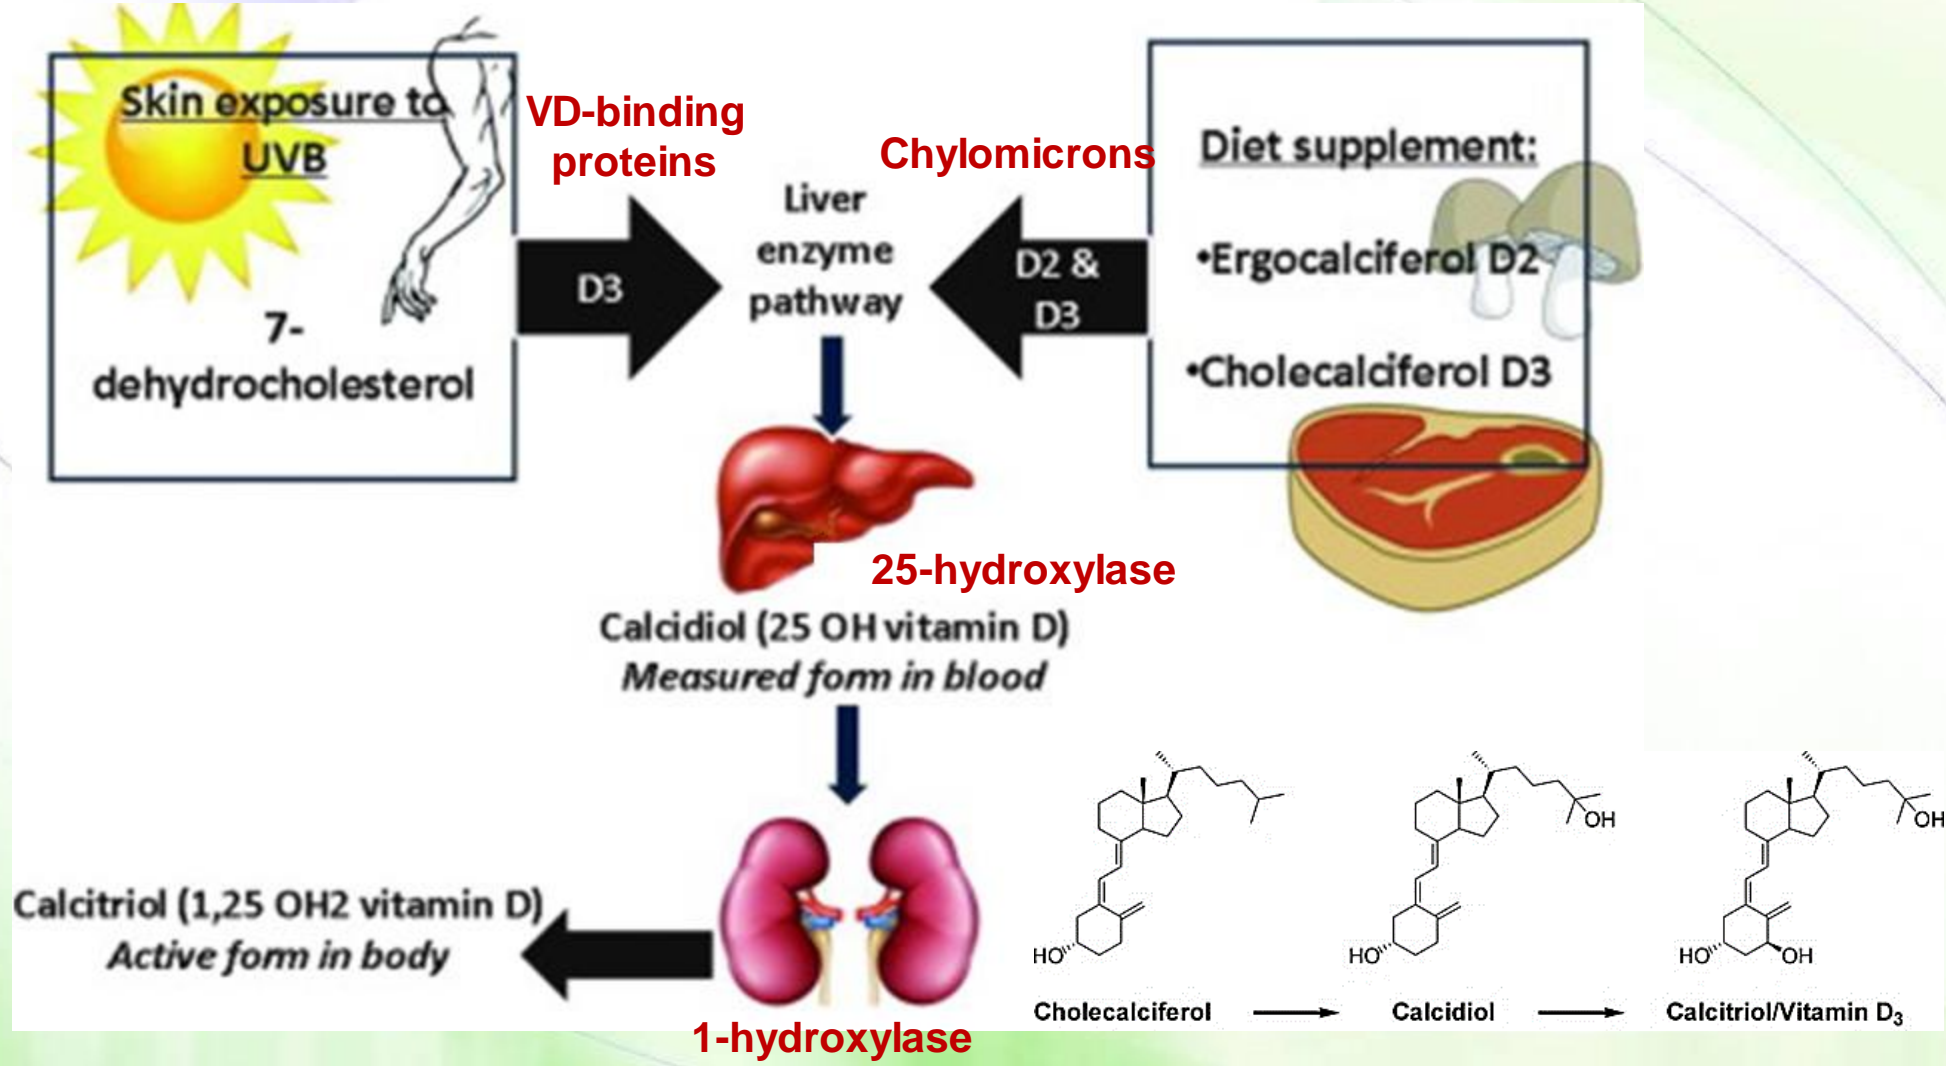 Skin exposure to
UVB
7-
dehydrocholesterol
VD-binding
proteins
D3
Liver
enzyme
pathway
Chylomicrons
D2 &
D3
Diet supplement:
•Ergocalciferol D2
•Cholecalciferol D3
25-hydroxylase
Calcidiol (25 OH vitamin D)
Measured form in blood
Calcitriol (1,25 OH2 vitamin D)
Active form in body
1-hydroxylase
OH
OH
HO
HO
HO
OH
Cholecalciferol
Calcidiol
Calcitriol/Vitamin D3